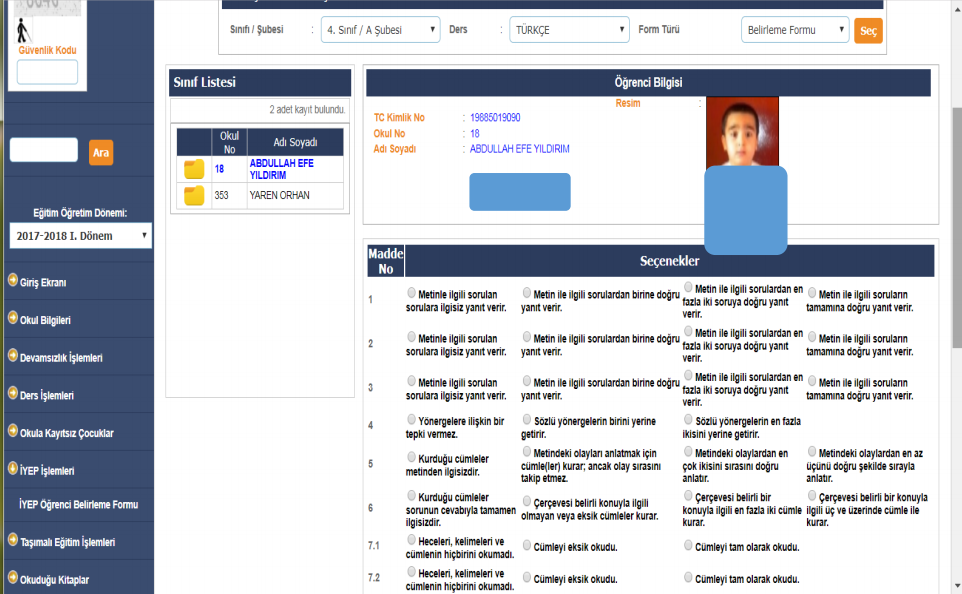 Güvenlik Kodu
Ara
Eğitim Öğretim Dönemi:
2017-2018 I. Dönem
Giriş Ekranı
Okul Bilgileri
Devamsızlık İşlemleri
Ders İşlemleri
Okula Kayıtsız Çocuklar
İYEP İşlemleri
İYEP Öğrenci Belirleme Formu
Taşımalı Eğitim İşlemleri
Okuduğu Kitaplar
Sınıfı / Şubesi : 4. Sınıf / A Şubesi Ders : TÜRKÇE Form Türü Belirleme Formu Seç
Sınıf Listesi
2 adet kayıt bulundu.
Okul No Adı Soyadı
18 ABDULLAH EFE YILDIRIM
353 YAREN ORHAN
Öğrenci Bilgisi
TC Kimlik No : 19685019090
Okul No : 18
Adı Soyadı : ABDULLAH EFE YILDIRIM
Resim :
Madde No Seçenekler
1 Metinle ilgili sorulan sorulara ilgisiz yanıt verir. Metin ile ilgili sorulardan birine doğru yanıt verir. Metin ile ilgili sorulardan en fazla iki soruya doğru yanıt verir. Metin ile ilgili soruların tamamına doğru yanıt verir.
2 Metinle ilgili sorulan sorulara ilgisiz yanıt verir. Metin ile ilgili sorulardan birine doğru yanıt verir. Metin ile ilgili sorulardan en fazla iki soruya doğru yanıt verir. Metin ile ilgili soruların tamamına doğru yanıt verir.
3 Metinle ilgili sorulan sorulara ilgisiz yanıt verir. Metin ile ilgili sorulardan birine doğru yanıt verir. Metin ile ilgili sorulardan en fazla iki soruya doğru yanıt verir. Metin ile ilgili soruların tamamına doğru yanıt verir.
4 Yönergelere ilişkin bir tepki vermez. Sözlü yönergelerin birini yerine getirir. Sözlü yönergelerin en fazla ikisini yerine getirir.
5 Kurduğu cümleler metinden ilgisizdir. Metindeki olayları anlatmak için cümle(ler) kurar; ancak olay sırasını takip etmez. Metindeki olaylardan en çok ikisini sırasını doğru anlatır. Metindeki olaylardan en az üçünü doğru şekilde sırayla anlatır.
6 Kurduğu cümleler sorunun cevabıyla tamamen ilgisizdir. Çerçevesi belirli konuyla ilgili olmayan veya eksik cümleler kurar. Çerçevesi belirli bir konuyla ilgili en fazla iki cümle kurar. Çerçevesi belirli bir konuyla ilgili üç ve üzerinde cümle ile kurar.
7.1 Heceleri, kelimeleri ve cümlenin hiçbirini okumadı. Cümleyi eksik okudu. Cümleyi tam olarak okudu.
7.2 Heceleri, kelimeleri ve cümlenin hiçbirini okumadı. Cümleyi eksik okudu. Cümleyi tam olarak okudu.